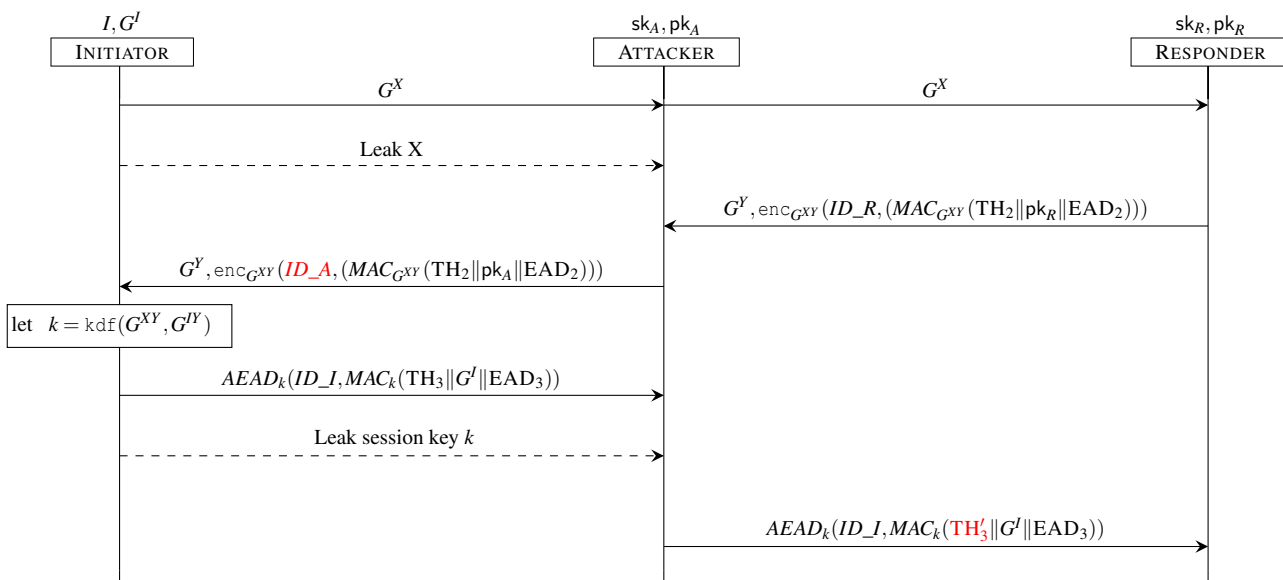 I, G^I sk_A, pk_A sk_R, pk_R
INITIATOR ATTACKER RESPONDER
G^X G^X
Leak X
G^Y, enc_{G^{XY}}(ID_R, (MAC_{G^{XY}}(TH_2‖pk_R‖EAD_2)))
G^Y, enc_{G^{XY}}(ID_A, (MAC_{G^{XY}}(TH_2‖pk_A‖EAD_2)))
let k = kdf(G^{XY}, G^{IY})
AEAD_k(ID_I, MAC_k(TH_3‖G^I‖EAD_3))
Leak session key k
AEAD_k(ID_I, MAC_k(TH′_3‖G^I‖EAD_3))